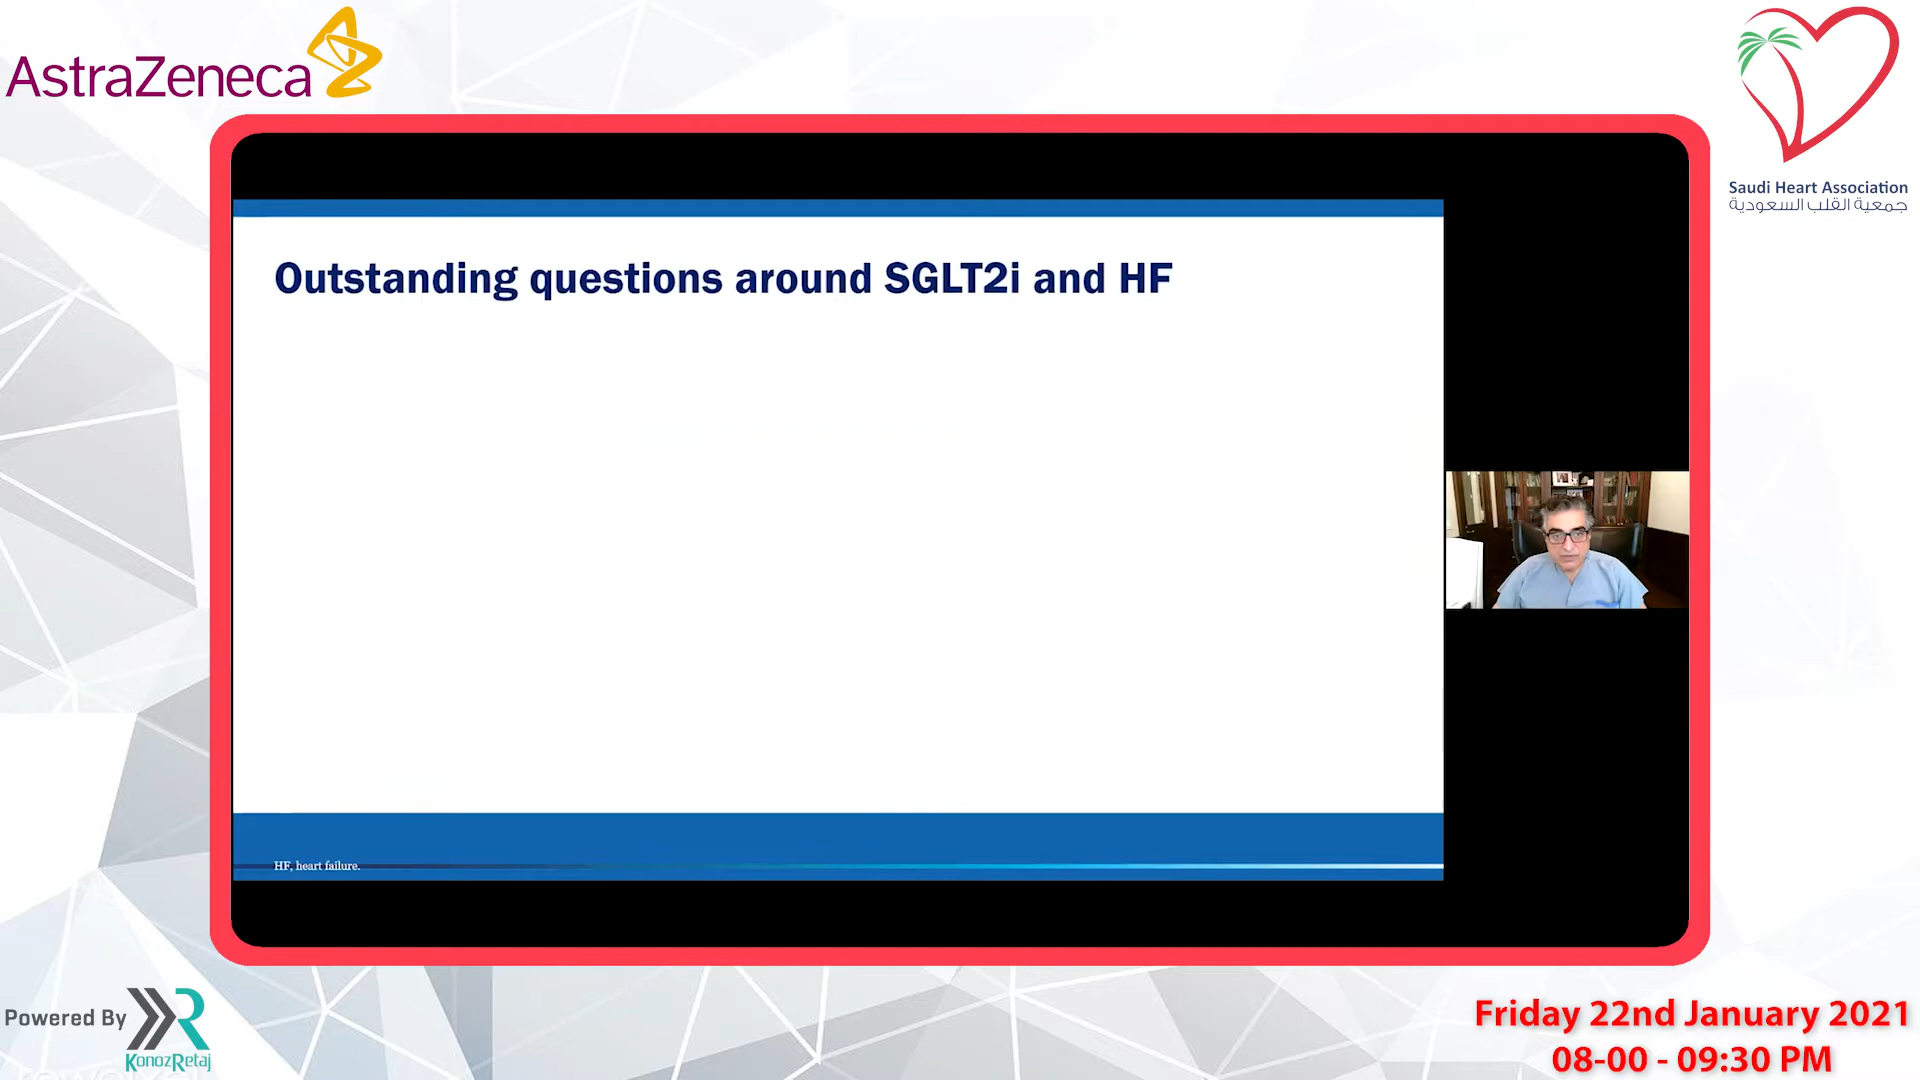 AstraZeneca
Saudi Heart Association
جمعية القلب السعودية
Outstanding questions around SGLT2i and HF
HF, heart failure.
Powered By
KonozRetaj
Friday 22nd January 2021
08-00 - 09:30 PM